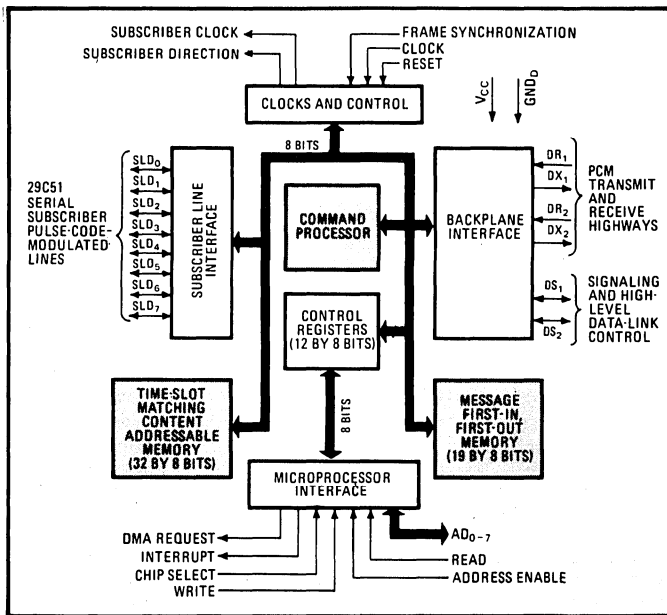 SUBSCRIBER CLOCK
SUBSCRIBER DIRECTION
FRAME SYNCHRONIZATION
CLOCK
RESET
CLOCKS AND CONTROL
VCC
GNDD
8 BITS
29C51
SERIAL
SUBSCRIBER
PULSE-CODE-
MODULATED
LINES
SLD0
SLD1
SLD2
SLD3
SLD4
SLD5
SLD6
SLD7
SUBSCRIBER LINE
INTERFACE
COMMAND
PROCESSOR
BACKPLANE
INTERFACE
DR1
DX1
DR2
DX2
PCM
TRANSMIT
AND
RECEIVE
HIGHWAYS
DS1
DS2
SIGNALING
AND HIGH-
LEVEL
DATA-LINK
CONTROL
CONTROL
REGISTERS
(12 BY 8 BITS)
TIME-SLOT
MATCHING
CONTENT
ADDRESSABLE
MEMORY
(32 BY 8 BITS)
8 BITS
MESSAGE
FIRST-IN,
FIRST-OUT
MEMORY
(19 BY 8 BITS)
MICROPROCESSOR
INTERFACE
DMA REQUEST
INTERRUPT
CHIP SELECT
WRITE
AD0-7
READ
ADDRESS ENABLE